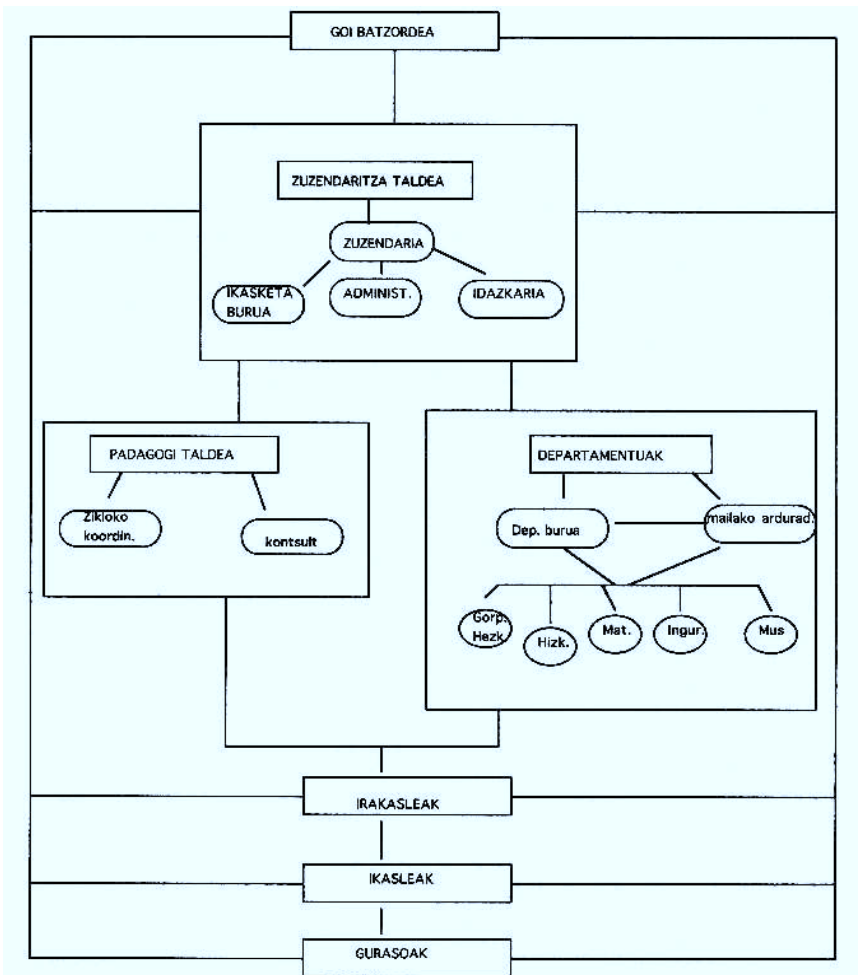 GOI BATZORDEA
ZUZENDARITZA TALDEA
ZUZENDARIA
IKASKETA
BURUA
ADMINIST.
IDAZKARIA
PADAGOGI TALDEA
Zikloko
koordin.
kontsult
DEPARTAMENTUAK
Dep. burua
mailako ardurad.
Gorp.
Hezk
Hizk.
Mat.
Ingur.
Mus
IRAKASLEAK
IKASLEAK
GURASOAK